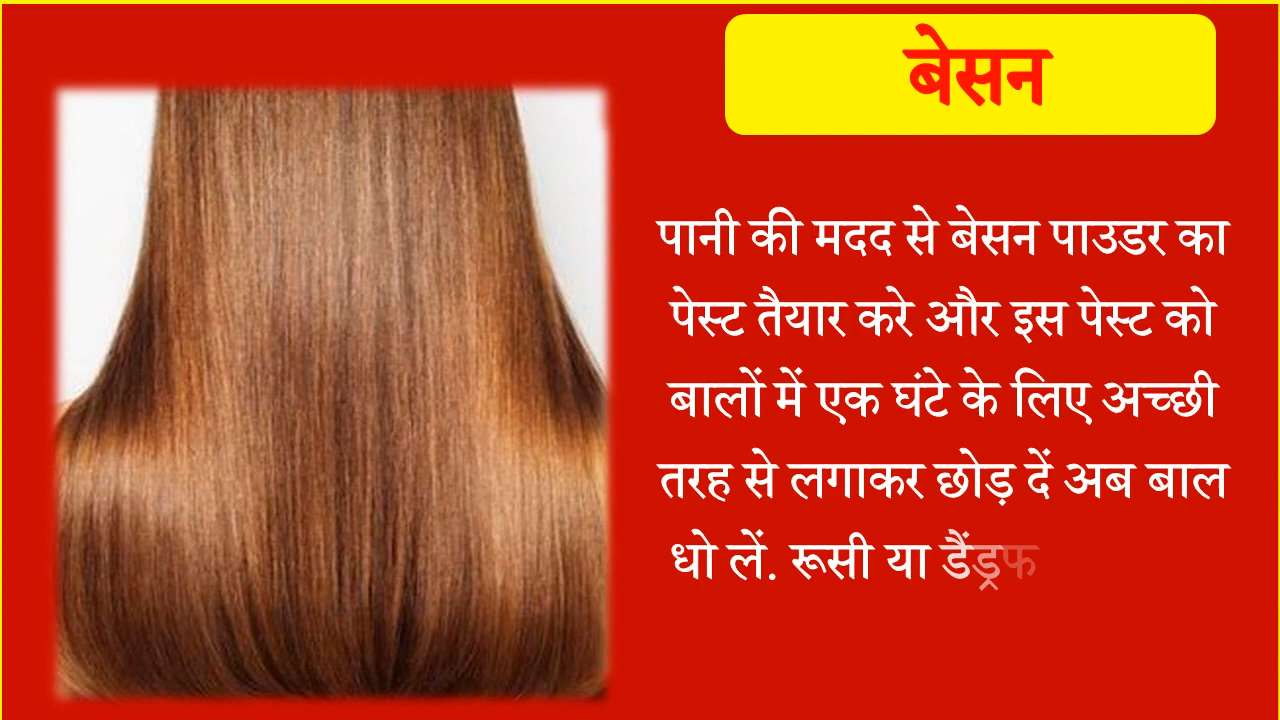 बेसन
पानी की मदद से बेसन पाउडर का
पेस्ट तैयार करे और इस पेस्ट को
बालों में एक घंटे के लिए अच्छी
तरह से लगाकर छोड़ दें अब बाल
धो लें. रूसी या डैंड्रफ